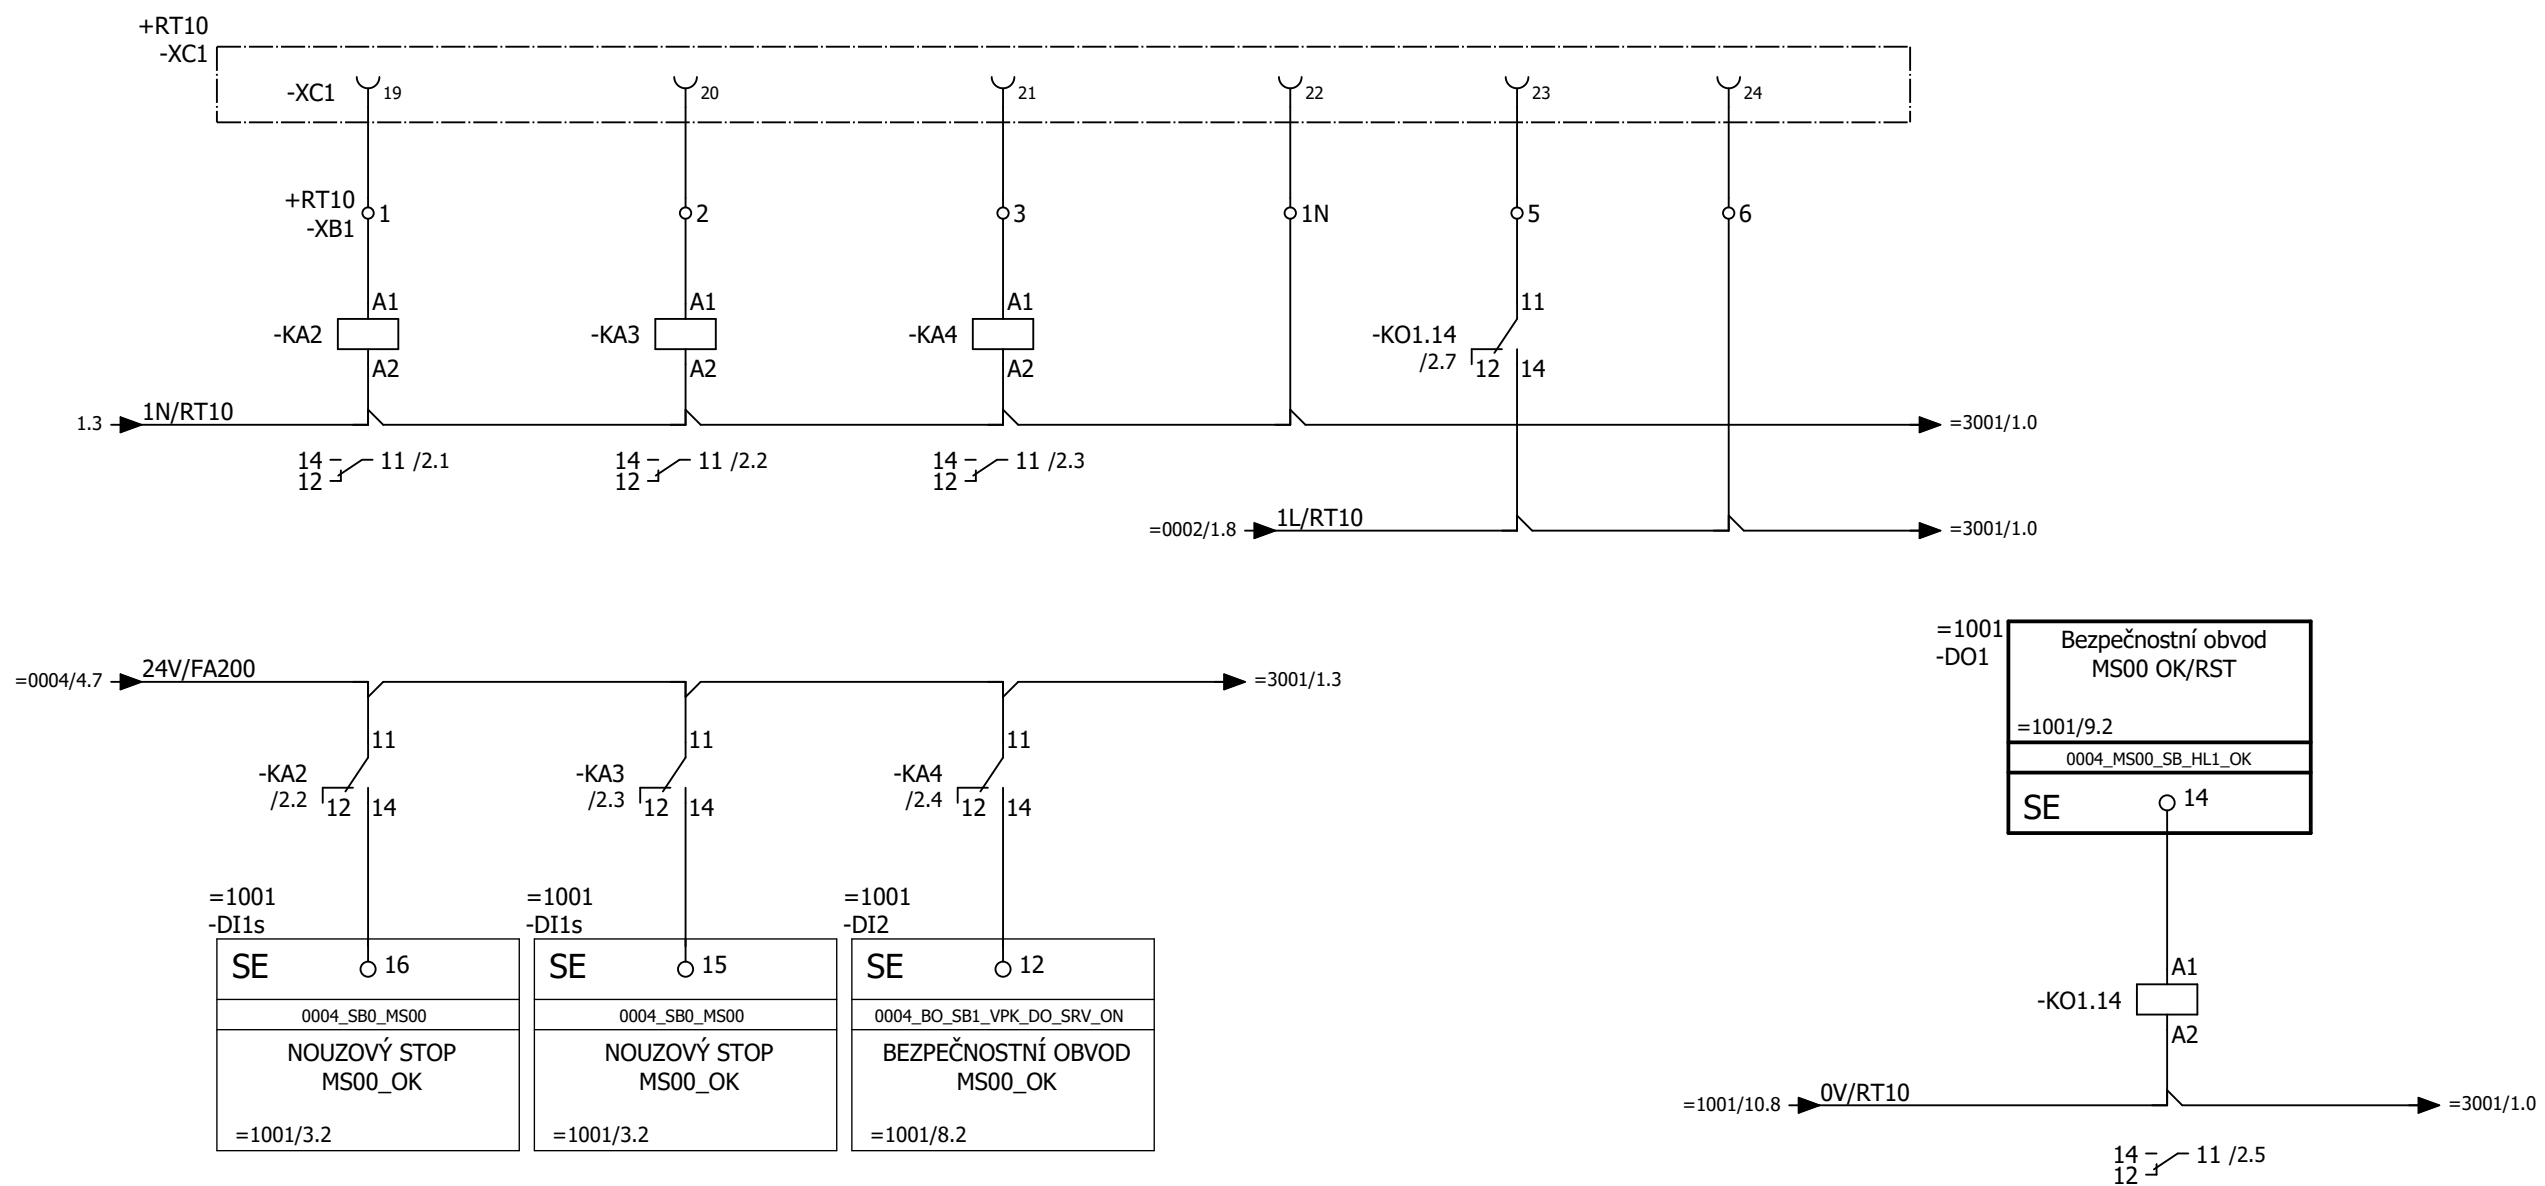 +RT10
-XC1
-XC1 19 20 21 22 23 24
+RT10
-XB1
1 2 3 1N 5 6
A1 A1 A1 11
-KA2 -KA3 -KA4 -KO1.14
/2.7
A2 A2 A2 12 14
1.3 1N/RT10 =3001/1.0
14 11 /2.1 14 11 /2.2 14 11 /2.3
12 12 12
=0002/1.8 1L/RT10 =3001/1.0
=0004/4.7 24V/FA200 =3001/1.3
11 11 11
-KA2 -KA3 -KA4
/2.2 12 14 /2.3 12 14 /2.4 12 14
=1001
-DI1s
SE 16
0004_SB0_MS00
NOUZOVÝ STOP
MS00_OK
=1001/3.2
=1001
-DI1s
SE 15
0004_SB0_MS00
NOUZOVÝ STOP
MS00_OK
=1001/3.2
=1001
-DI2
SE 12
0004_BO_SB1_VPK_DO_SRV_ON
BEZPEČNOSTNÍ OBVOD
MS00_OK
=1001/8.2
=1001
-DO1
Bezpečnostní obvod
MS00 OK/RST
=1001/9.2
0004_MS00_SB_HL1_OK
SE 14
A1
-KO1.14
A2
=1001/10.8 0V/RT10 =3001/1.0
14 11 /2.5
12